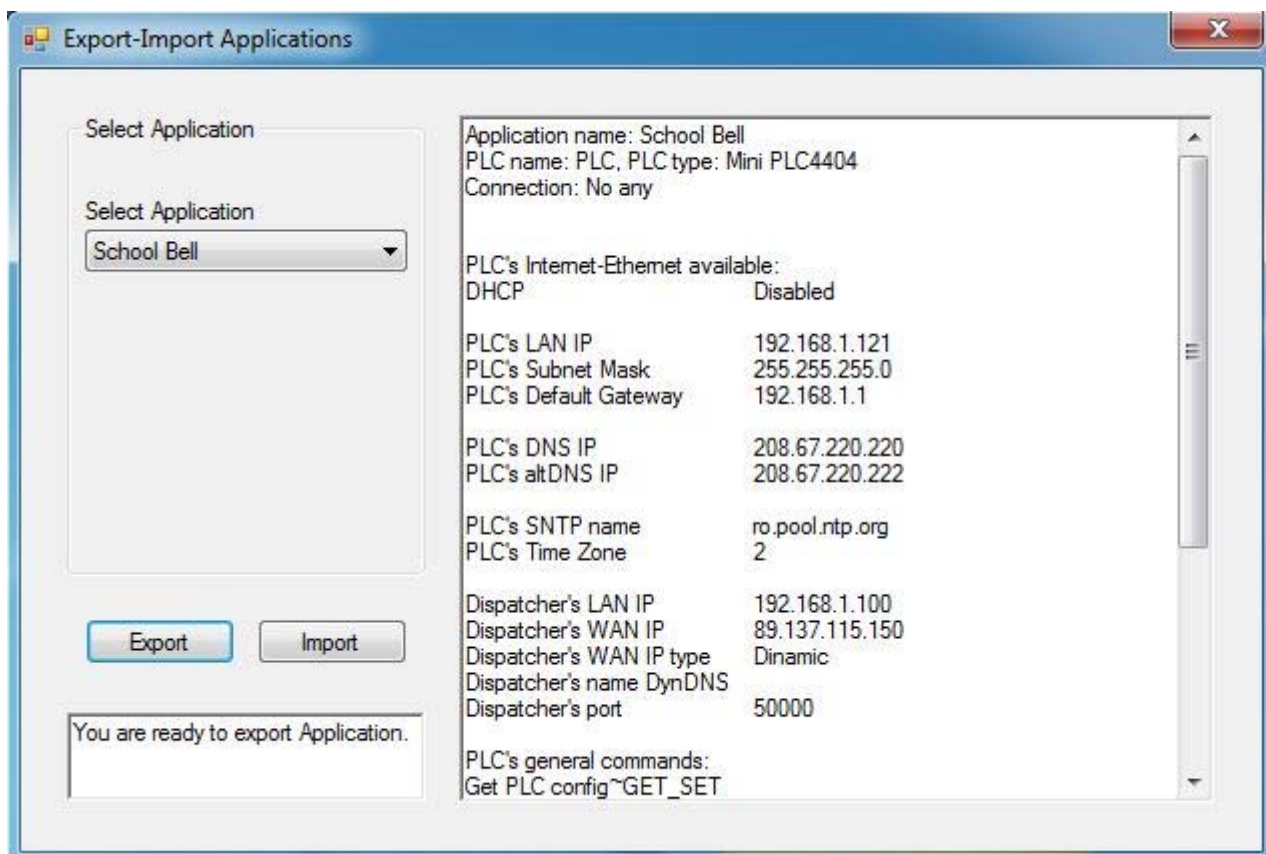 Export-Import Applications
Select Application
Select Application
School Bell
Export
Import
You are ready to export Application.
Application name: School Bell
PLC name: PLC, PLC type: Mini PLC4404
Connection: No any
PLC's Internet-Ethernet available:
DHCP Disabled
PLC's LAN IP 192.168.1.121
PLC's Subnet Mask 255.255.255.0
PLC's Default Gateway 192.168.1.1
PLC's DNS IP 208.67.220.220
PLC's altDNS IP 208.67.220.222
PLC's SNTP name ro.pool.ntp.org
PLC's Time Zone 2
Dispatcher's LAN IP 192.168.1.100
Dispatcher's WAN IP 89.137.115.150
Dispatcher's WAN IP type Dinamic
Dispatcher's name DynDNS
Dispatcher's port 50000
PLC's general commands:
Get PLC config~GET_SET